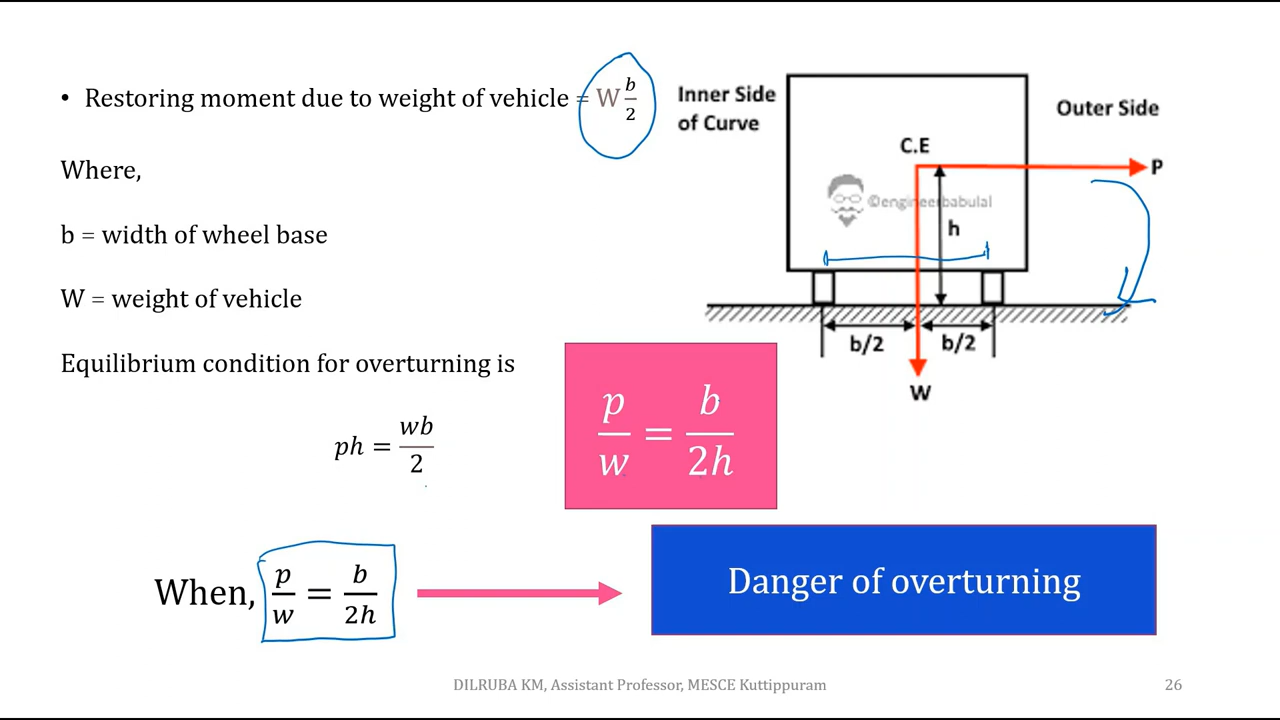 • Restoring moment due to weight of vehicle = W b/2
Where,
b = width of wheel base
W = weight of vehicle
Equilibrium condition for overturning is
ph = wb/2
p/w = b/2h
When, p/w = b/2h
Danger of overturning
Inner Side
of Curve
C.E
Outer Side
P
©engineerbabulal
h
b/2
b/2
W
DILRUBA KM, Assistant Professor, MESCE Kuttippuram
26